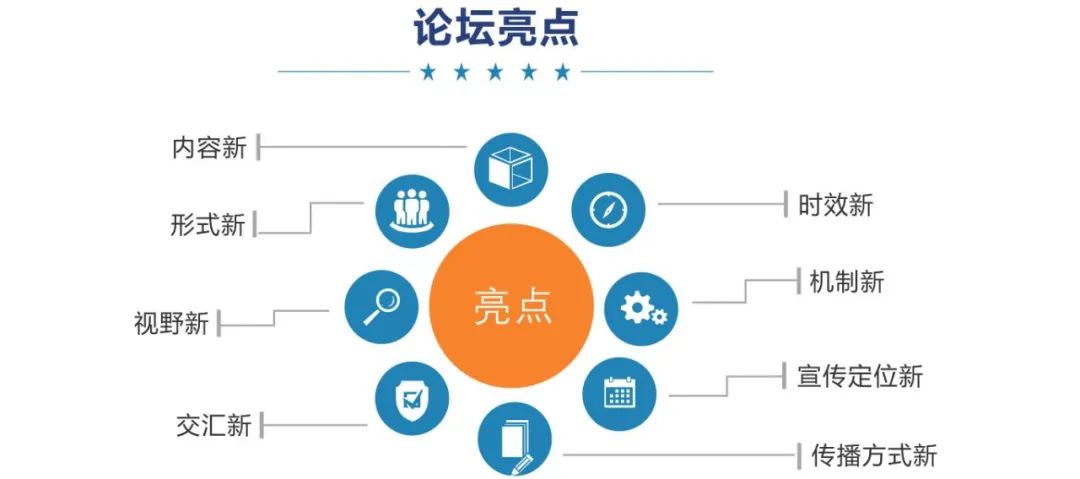 论坛亮点
内容新
形式新
视野新
交汇新
亮点
时效新
机制新
宣传定位新
传播方式新